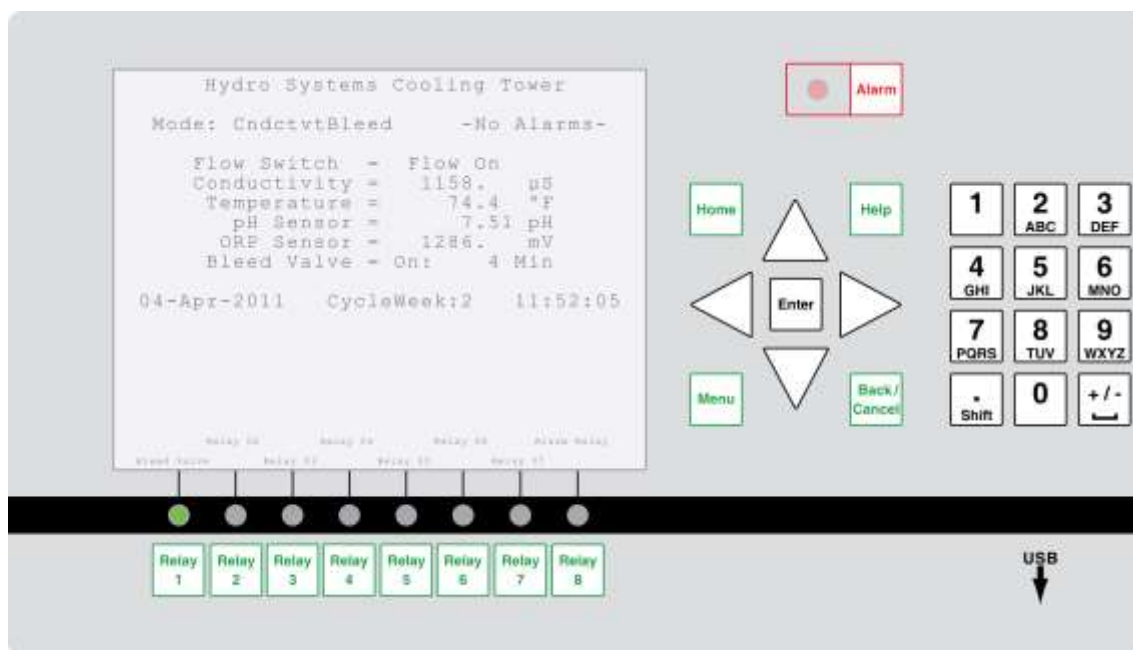 Hydro Systems Cooling Tower
Mode: CndctvtBleed -No Alarms-
Flow Switch = Flow On
Conductivity = 1158. µS
Temperature = 74.4 °F
pH Sensor = 7.51 pH
ORP Sensor = 1286. mV
Bleed Valve = On: 4 Min
04-Apr-2011 CycleWeek:2 11:52:05
Alarm Relay
Bleed Valve
Relay 1
Relay 2
Relay 3
Relay 4
Relay 5
Relay 6
Relay 7
Relay 8
Alarm
Home
Help
Enter
Menu
Back/
Cancel
1 2 3
ABC DEF
4 5 6
GHI JKL MNO
7 8 9
PQRS TUV WXYZ
. 0 +/-
Shift
USB